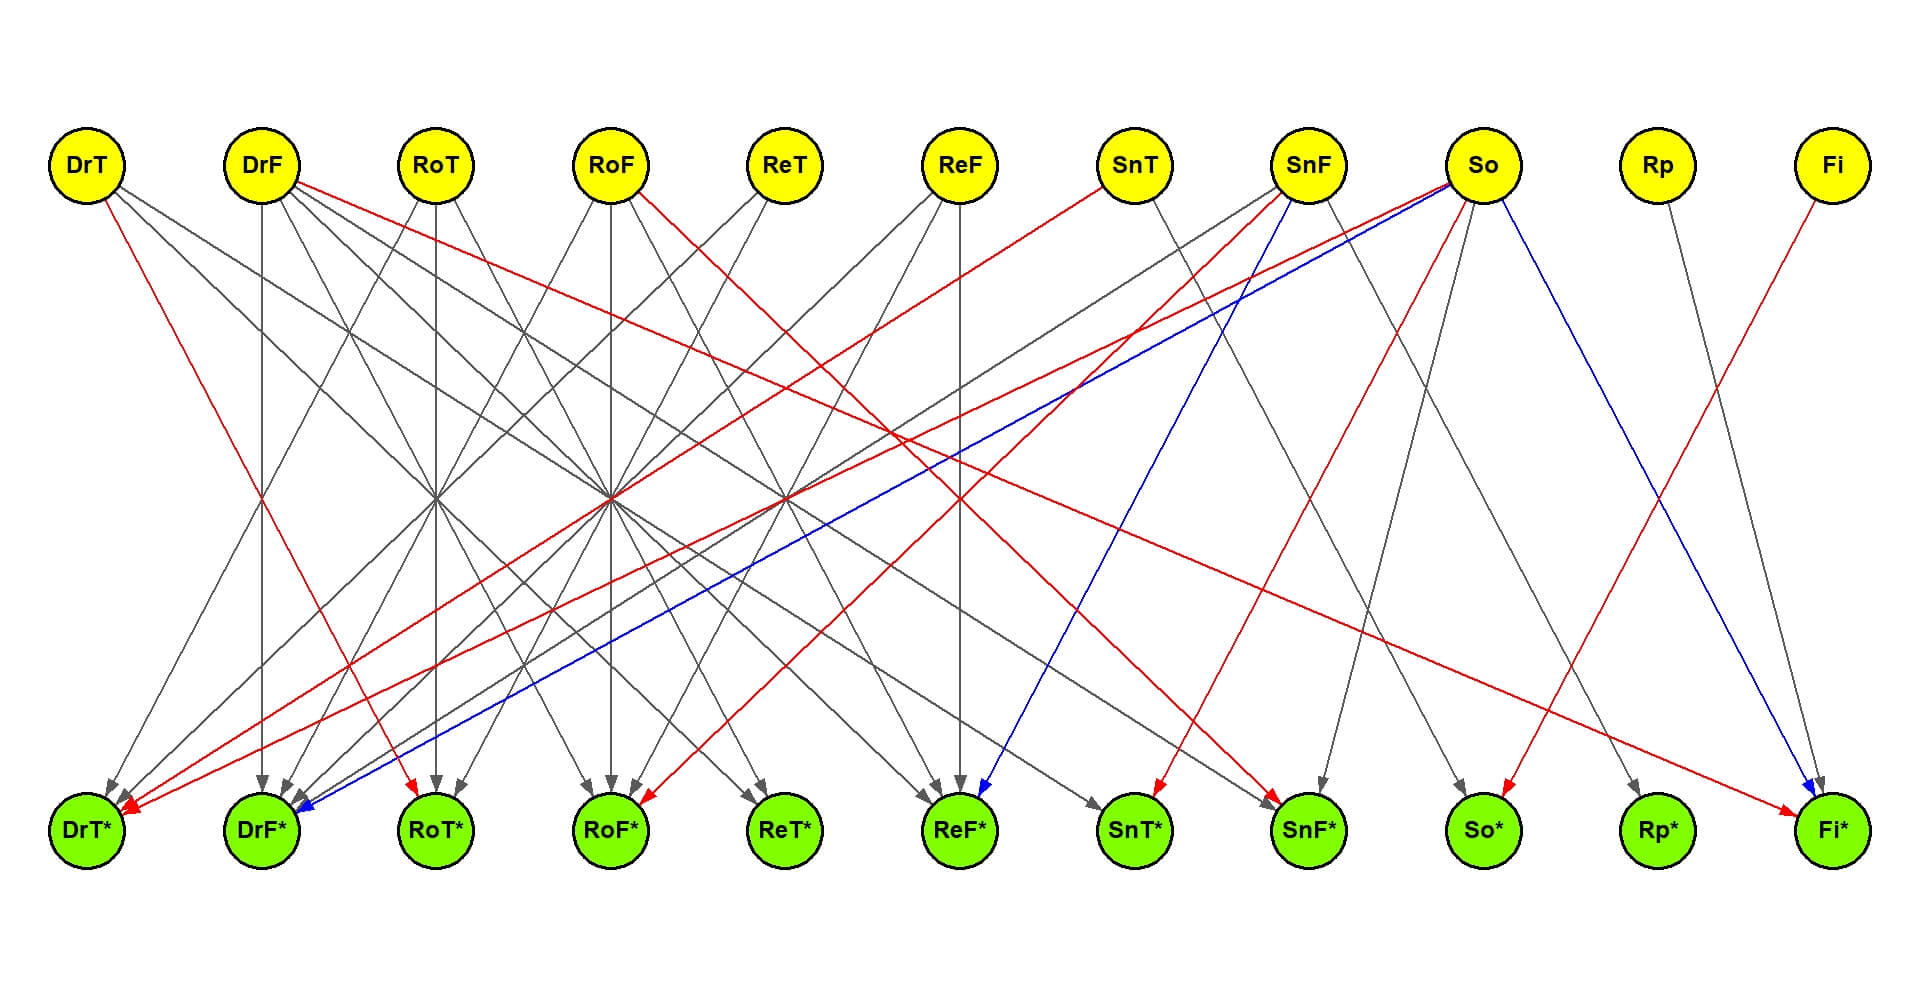 DrT DrF RoT RoF ReT ReF SnT SnF So Rp Fi
DrT* DrF* RoT* RoF* ReT* ReF* SnT* SnF* So* Rp* Fi*